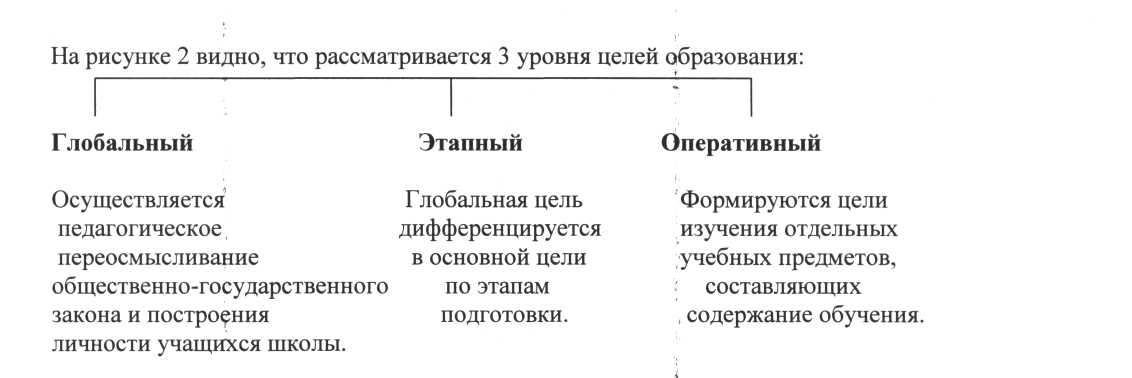 На рисунке 2 видно, что рассматривается 3 уровня целей образования:
Глобальный
Осуществляется
педагогическое
переосмысливание
общественно-государственного
закона и построения
личности учащихся школы.
Этапный
Глобальная цель
дифференцируется
в основной цели
по этапам
подготовки.
Оперативный
Формируются цели
изучения отдельных
учебных предметов,
составляющих
содержание обучения.